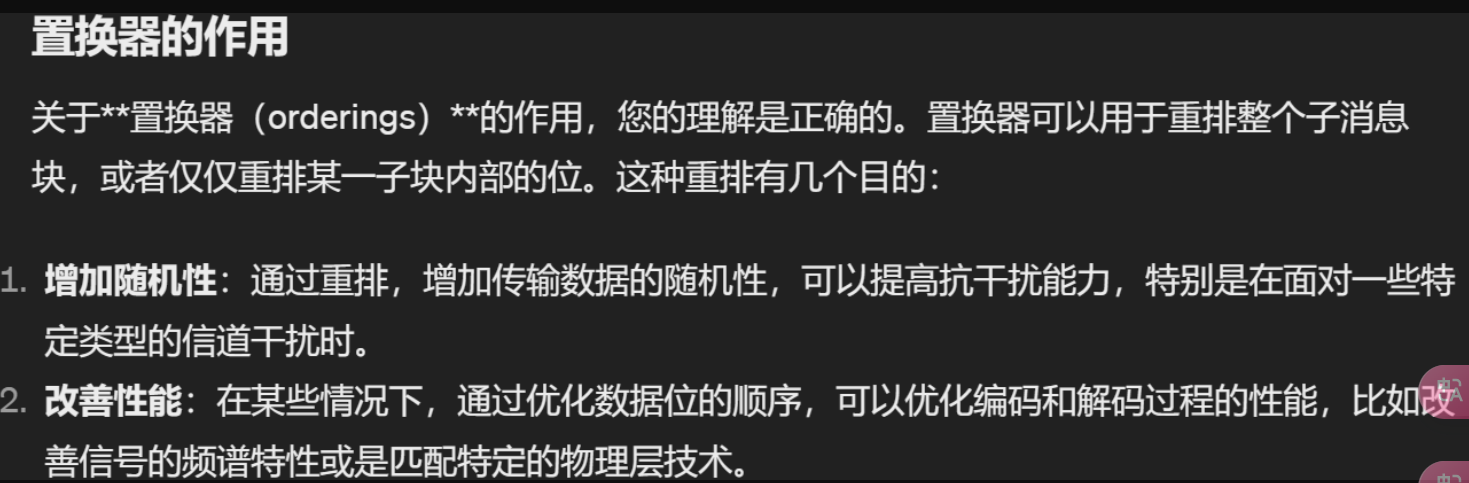 置换器的作用
关于**置换器（orderings）**的作用，您的理解是正确的。置换器可以用于重排整个子消息
块，或者仅仅重排某一子块内部的位。这种重排有几个目的：
1. 增加随机性：通过重排，增加传输数据的随机性，可以提高抗干扰能力，特别是在面对一些特
定类型的信道干扰时。
2. 改善性能：在某些情况下，通过优化数据位的顺序，可以优化编码和解码过程的性能，比如改
善信号的频谱特性或是匹配特定的物理层技术。